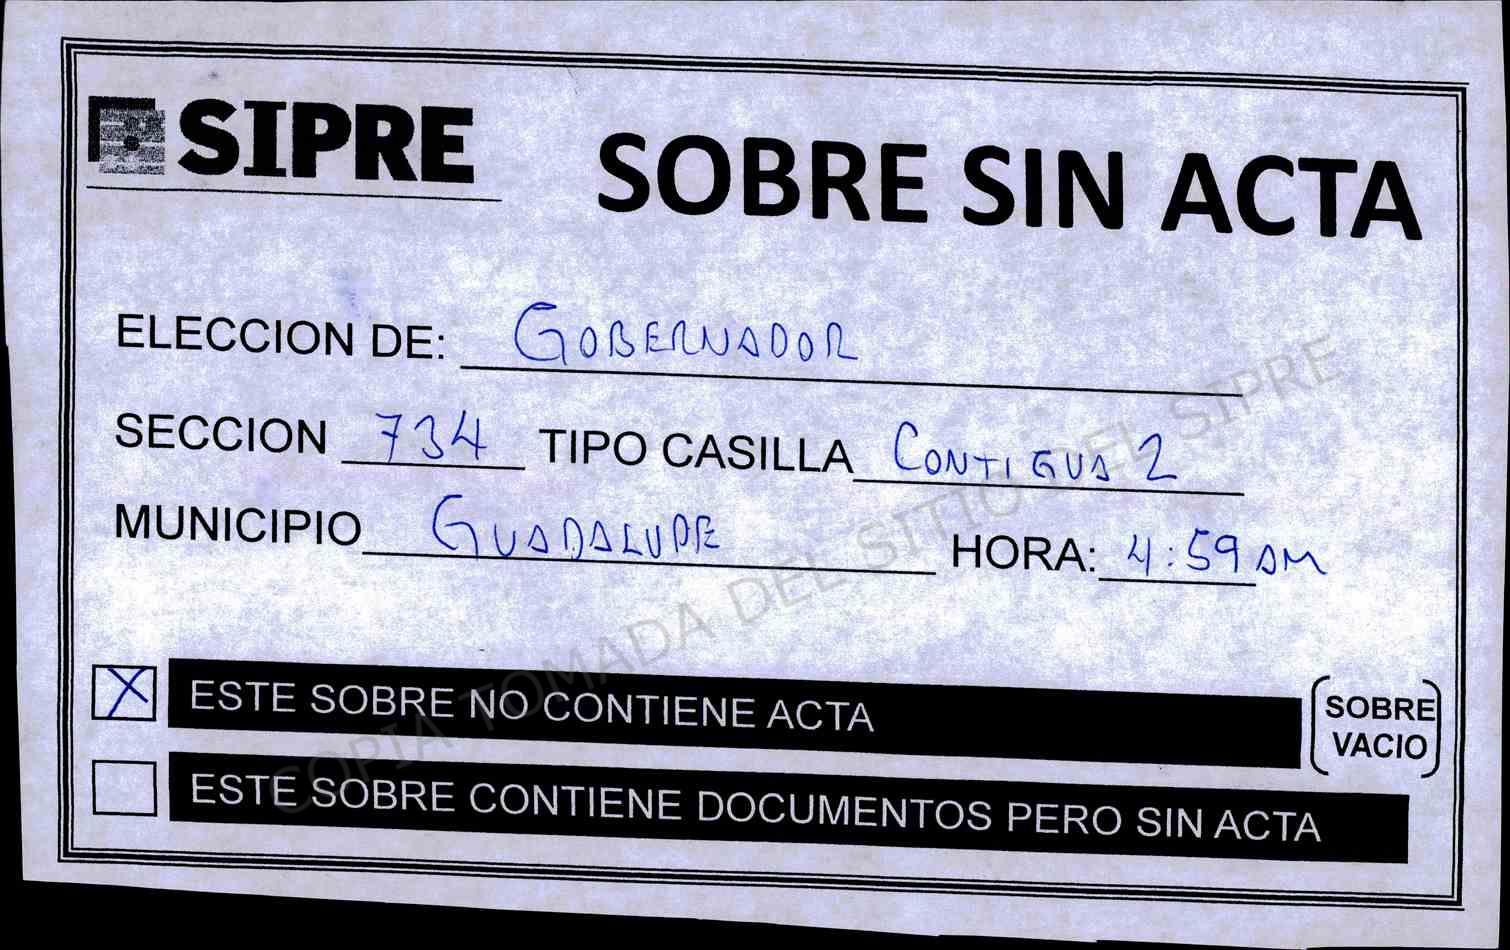 SIPRE SOBRE SIN ACTA
ELECCION DE: GOBERNADOR
SECCION 734 TIPO CASILLA CONTIGUA 2
MUNICIPIO GUADALUPE HORA: 4:59 AM
X ESTE SOBRE NO CONTIENE ACTA (SOBRE VACIO)
ESTE SOBRE CONTIENE DOCUMENTOS PERO SIN ACTA
COPIA TOMADA DEL SITIO DEL SIPRE